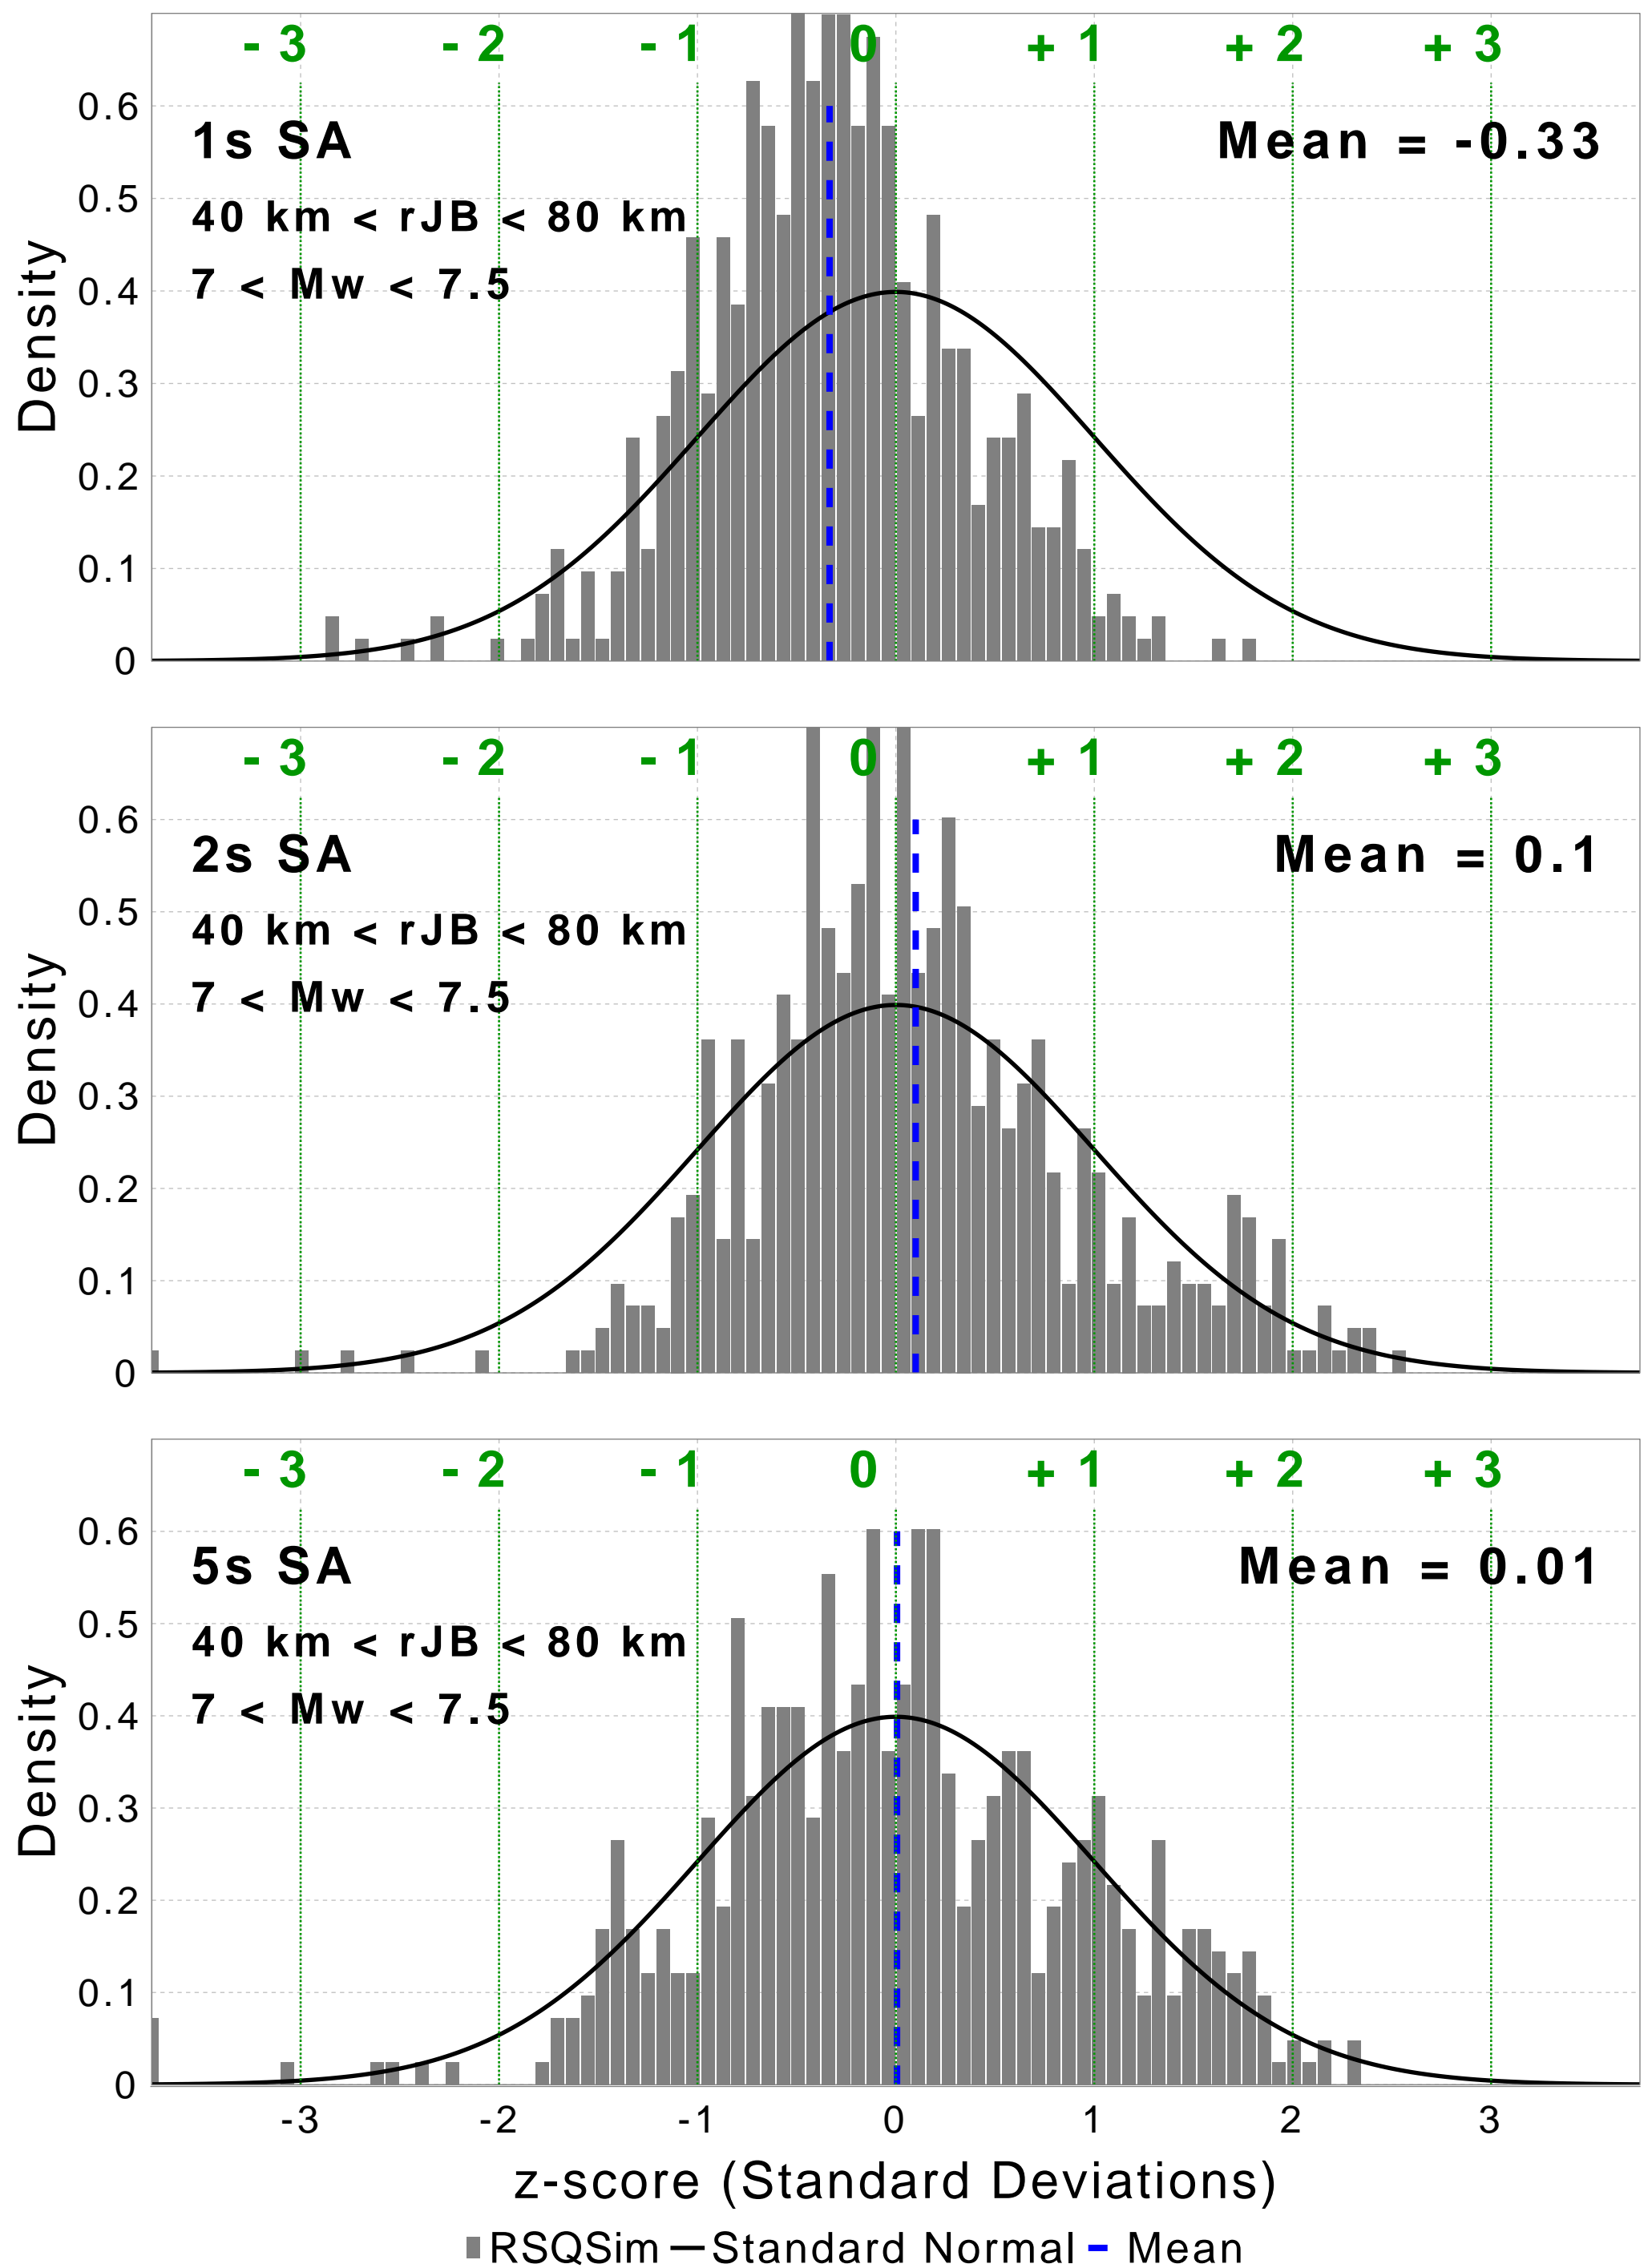 - 3 - 2 - 1 0 + 1 + 2 + 3
0.6
1s SA Mean = -0.33
0.5
40 km < rJB < 80 km
0.4
7 < Mw < 7.5
0.3
0.2
0.1
0
Density
- 3 - 2 - 1 0 + 1 + 2 + 3
0.6
2s SA Mean = 0.1
0.5
40 km < rJB < 80 km
0.4
7 < Mw < 7.5
0.3
0.2
0.1
0
Density
- 3 - 2 - 1 0 + 1 + 2 + 3
0.6
5s SA Mean = 0.01
0.5
40 km < rJB < 80 km
0.4
7 < Mw < 7.5
0.3
0.2
0.1
0
Density
-3 -2 -1 0 1 2 3
z-score (Standard Deviations)
RSQSim Standard Normal Mean